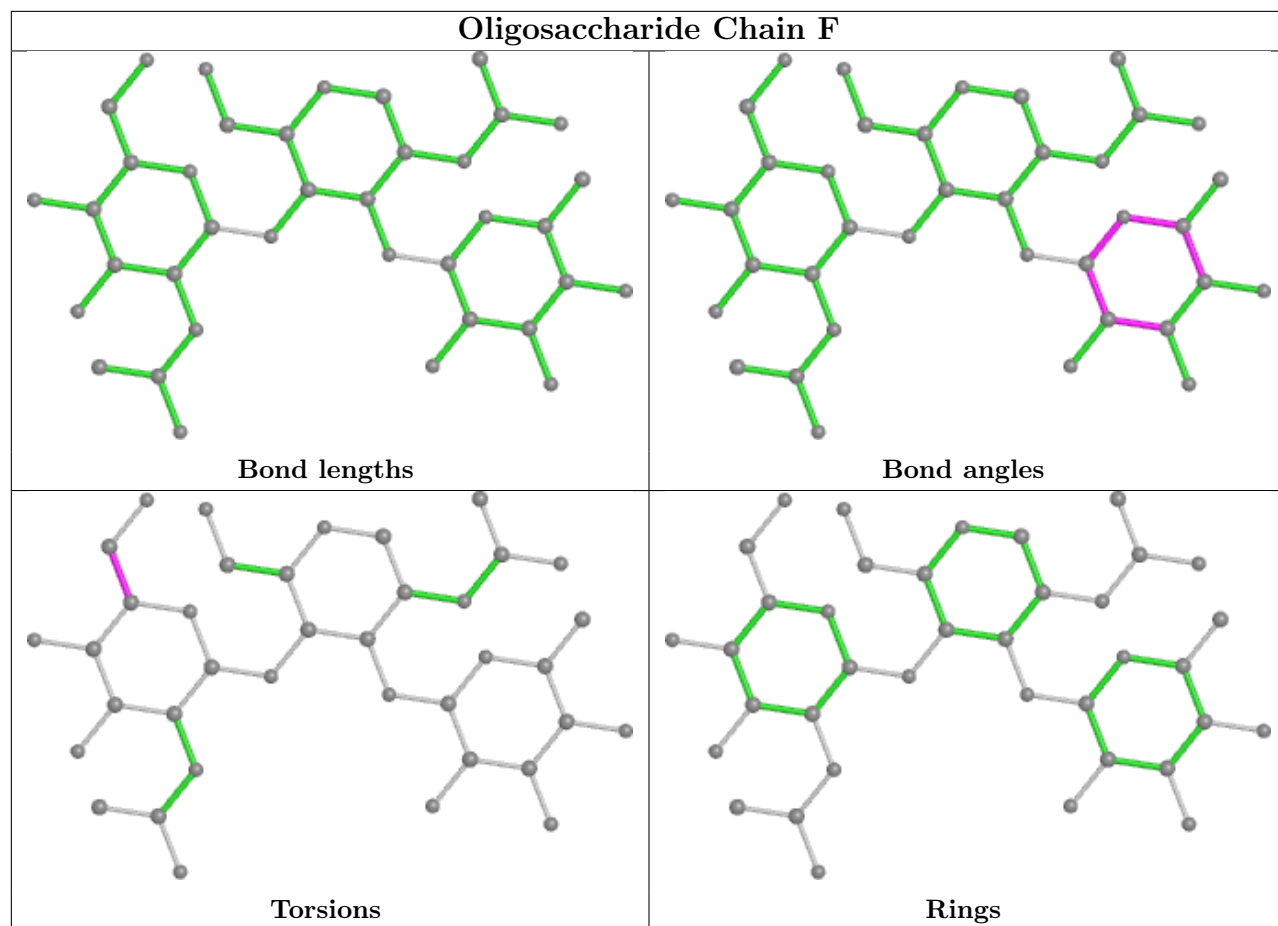 Oligosaccharide Chain F
Bond lengths
Bond angles
Torsions
Rings